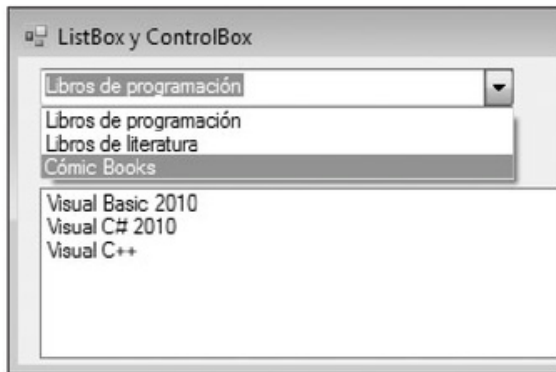 ListBox y ControlBox
Libros de programación
Libros de programación
Libros de literatura
Cómic Books
Visual Basic 2010
Visual C# 2010
Visual C++